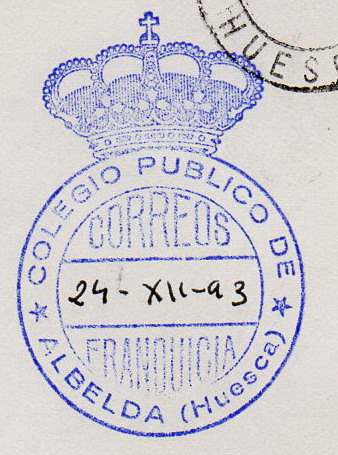 COLEGIO PUBLICO DE
ALBELDA (Huesca)
CORREOS
24-XII-93
FRANQUICIA
HUES